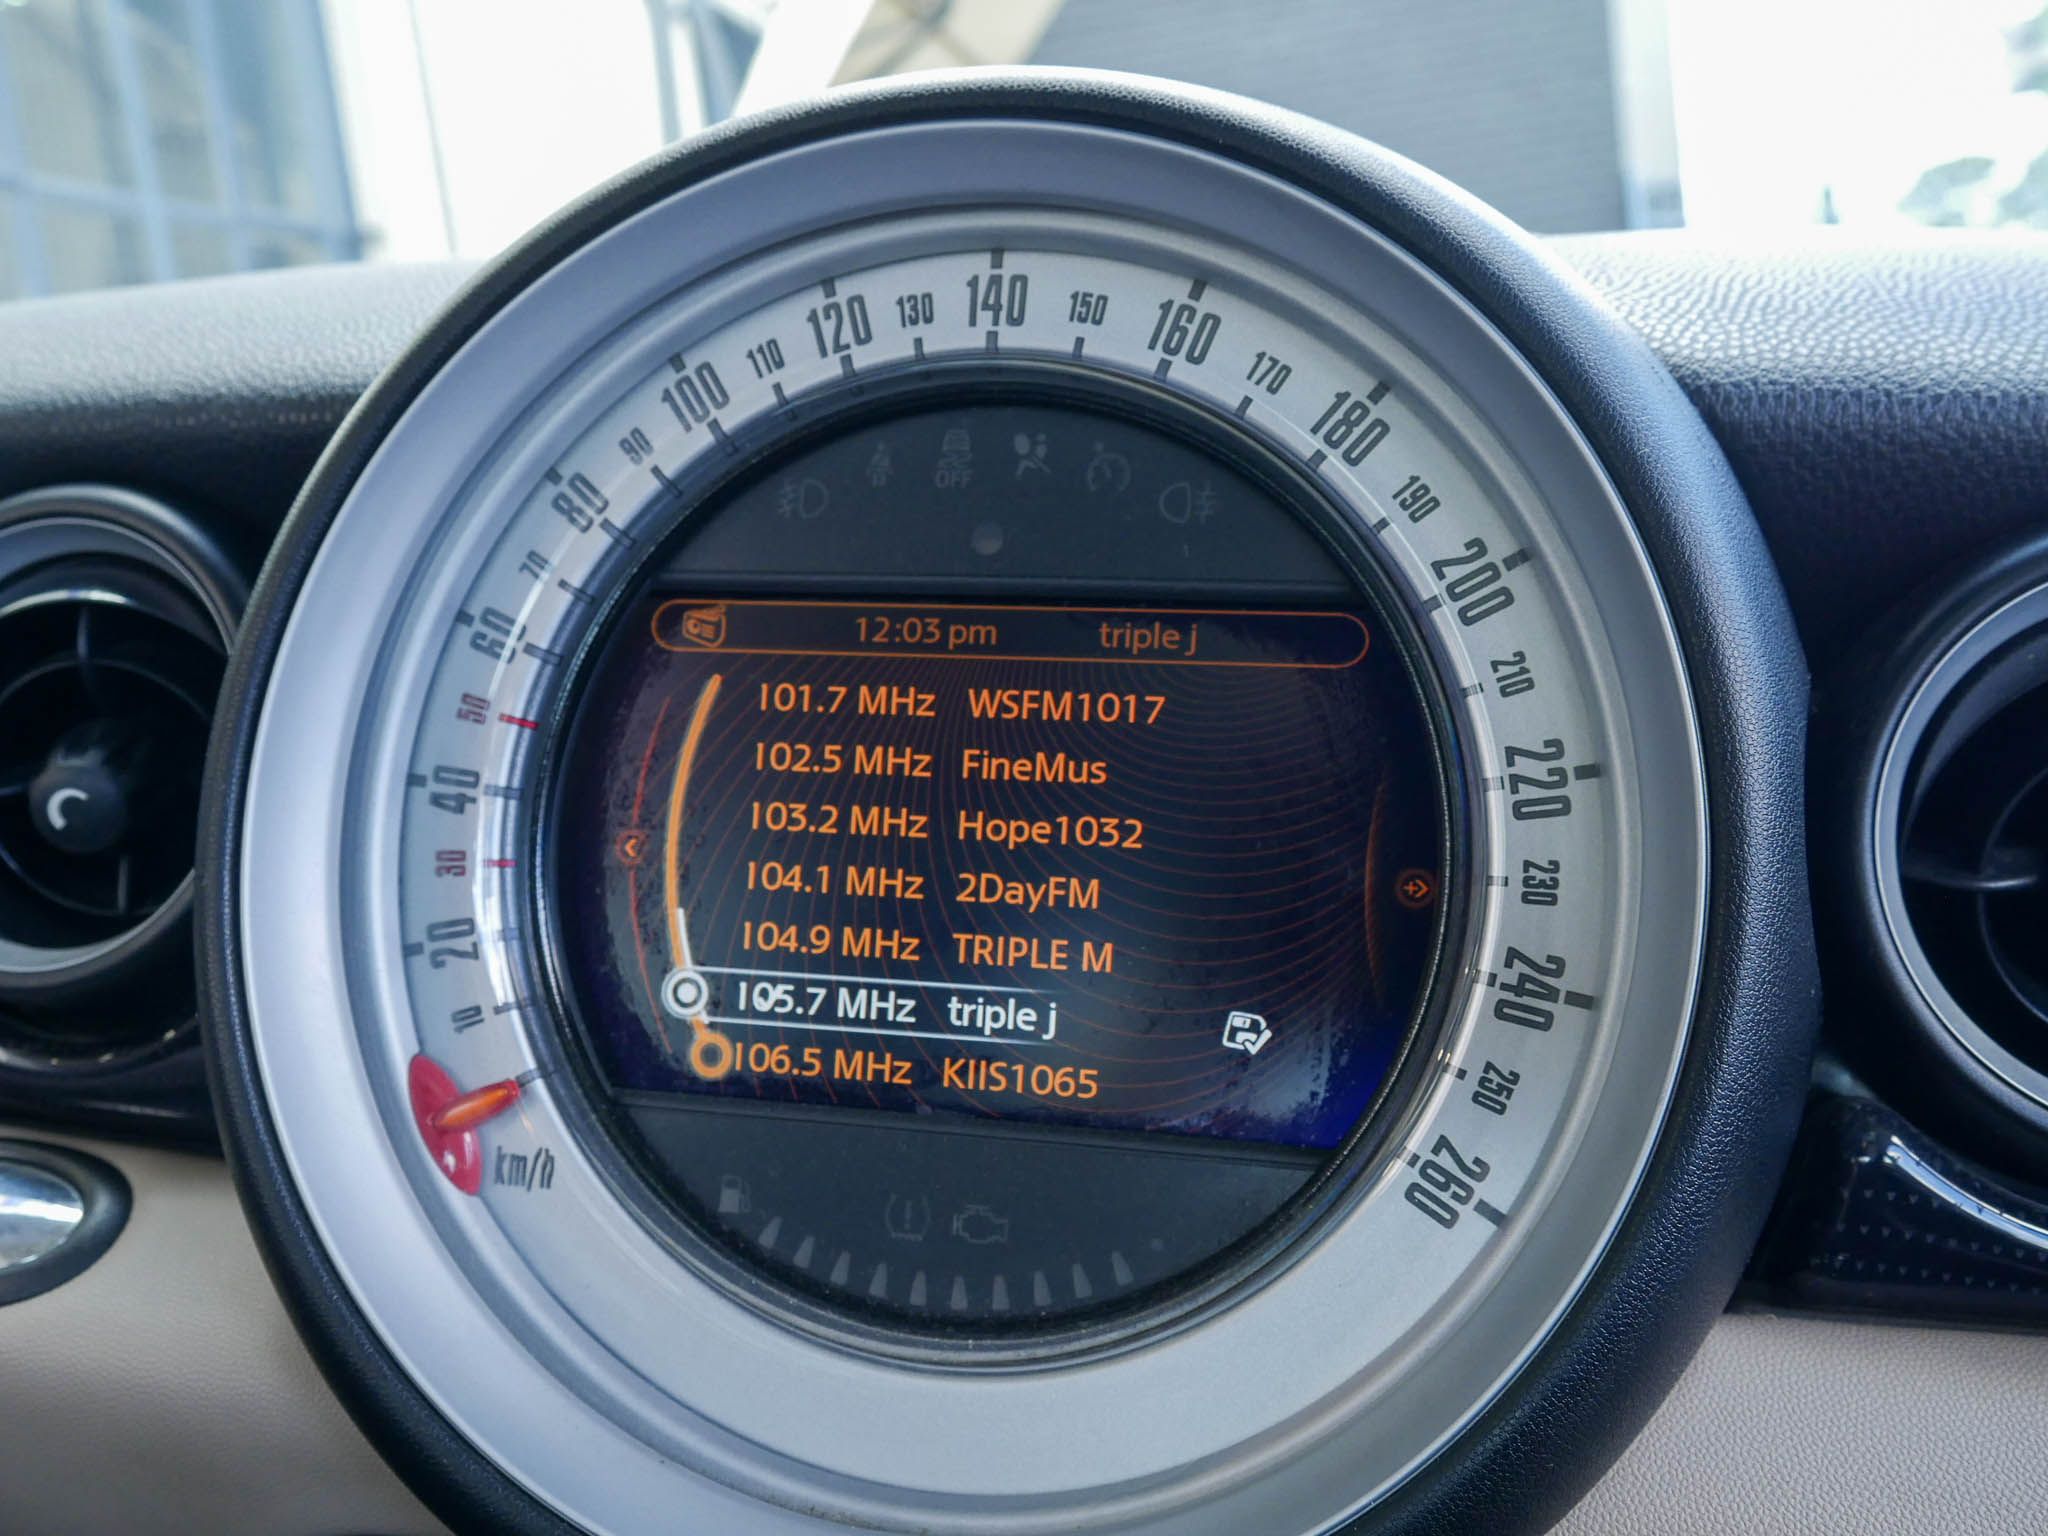 10 20 30 40 50 60 70 80 90 100 110 120 130 140 150 160 170 180 190 200 210 220 230 240 250 260
km/h
OFF
12:03 pm triple j
101.7 MHz WSFM1017
102.5 MHz FineMus
103.2 MHz Hope1032
104.1 MHz 2DayFM
104.9 MHz TRIPLE M
105.7 MHz triple j
106.5 MHz KIIS1065